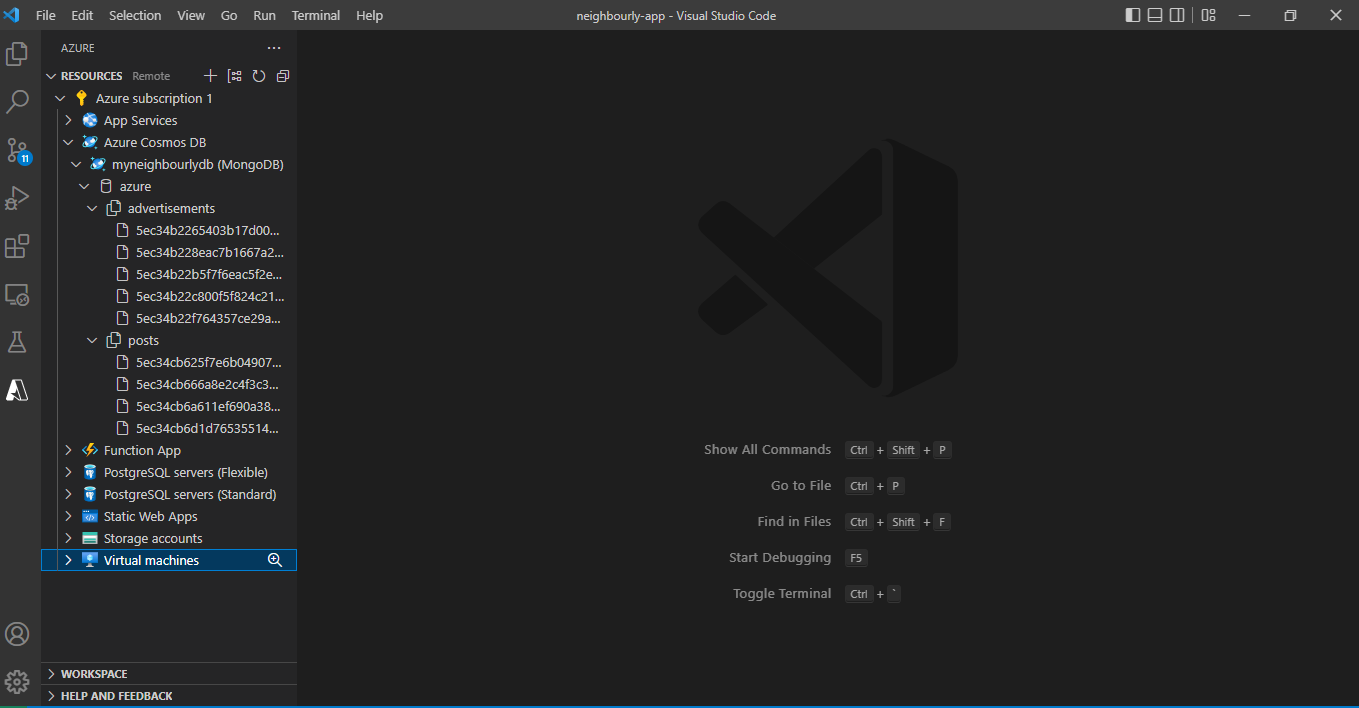 File Edit Selection View Go Run Terminal Help neighbourly-app - Visual Studio Code
AZURE
RESOURCES Remote
Azure subscription 1
App Services
Azure Cosmos DB
11
myneighbourlydb (MongoDB)
azure
advertisements
5ec34b2265403b17d00...
5ec34b228eac7b1667a2...
5ec34b22b5f7f6eac5f2e...
5ec34b22c800f5f824c21...
5ec34b22f764357ce29a...
posts
5ec34cb625f7e6b04907...
5ec34cb666a8e2c4f3c3...
5ec34cb6a611ef690a38...
5ec34cb6d1d76535514...
Function App
PostgreSQL servers (Flexible)
PostgreSQL servers (Standard)
Static Web Apps
Storage accounts
Virtual machines
WORKSPACE
HELP AND FEEDBACK
Show All Commands Ctrl + Shift + P
Go to File Ctrl + P
Find in Files Ctrl + Shift + F
Start Debugging F5
Toggle Terminal Ctrl + `